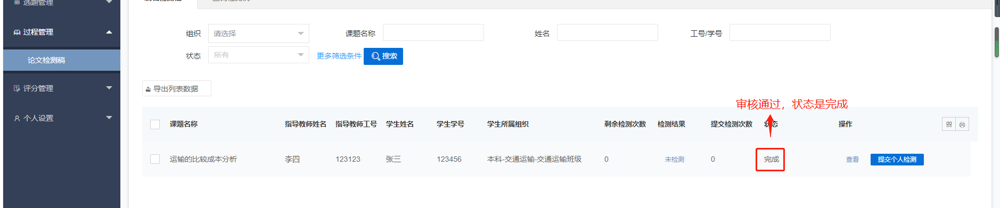 选题管理
过程管理
论文检测稿
评分管理
个人设置
组织
请选择
课题名称
姓名
工号/学号
状态
所有
更多筛选条件
搜索
导出列表数据
审核通过，状态是完成
课题名称
指导教师姓名
指导教师工号
学生姓名
学生学号
学生所属组织
剩余检测次数
检测结果
提交检测次数
状态
操作
运输的比较成本分析
李四
123123
张三
123456
本科-交通运输-交通运输班级
0
未检测
0
完成
查看
提交个人检测